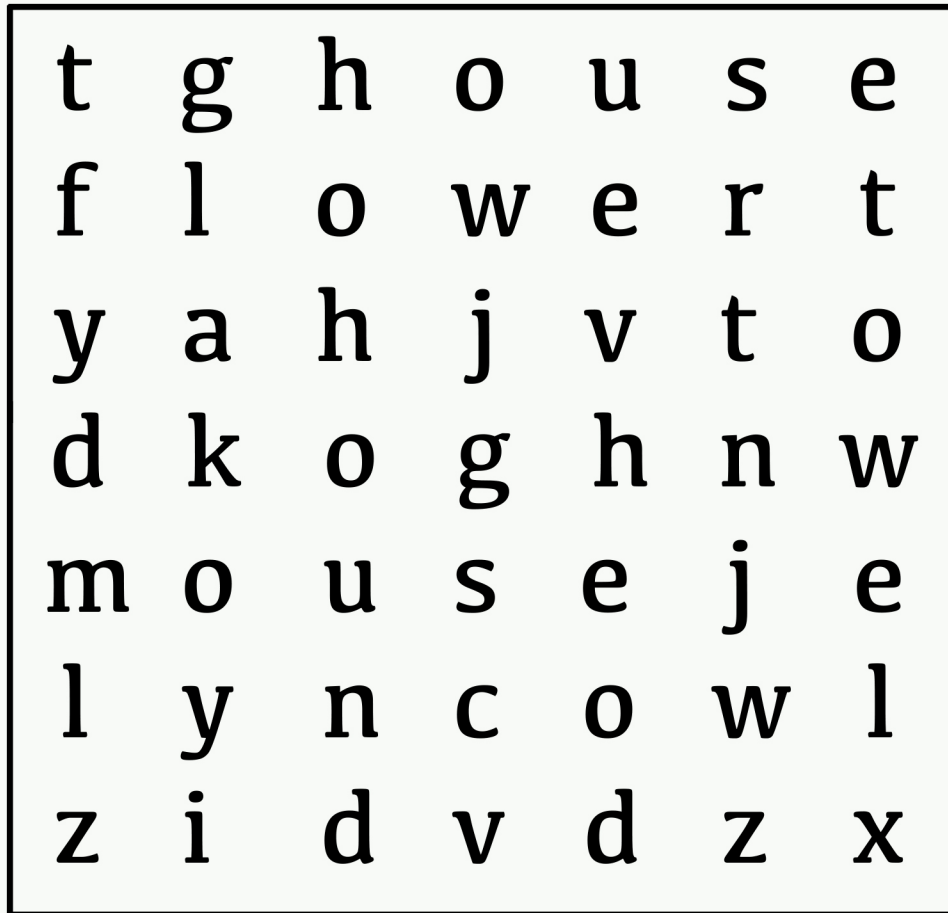 t g h o u s e
f l o w e r t
y a h j v t o
d k o g h n w
m o u s e j e
l y n c o w l
z i d v d z x